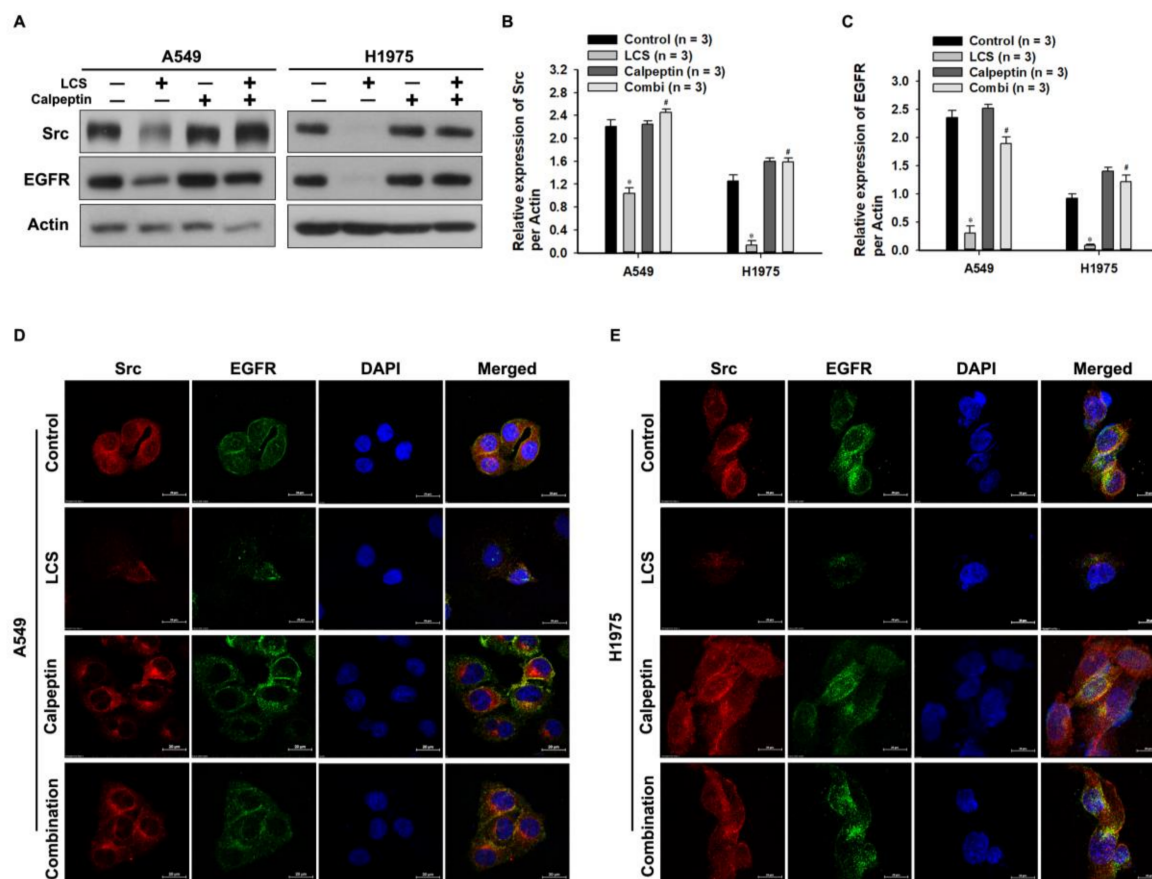 A
A549
H1975
LCS − + − + − + − +
Calpeptin − − + + − − + +
Src
EGFR
Actin
B
Control (n = 3)
LCS (n = 3)
Calpeptin (n = 3)
Combi (n = 3)
Relative expression of Src
per Actin
3.2
2.8
2.4
2.0
1.6
1.2
0.8
0.4
0.0
#
*
#
*
A549 H1975
C
Control (n = 3)
LCS (n = 3)
Calpeptin (n = 3)
Combi (n = 3)
Relative expression of EGFR
per Actin
3.0
2.5
2.0
1.5
1.0
0.5
0.0
#
*
#
*
A549 H1975
D
Src EGFR DAPI Merged
A549
Control
LCS
Calpeptin
Combination
E
Src EGFR DAPI Merged
H1975
Control
LCS
Calpeptin
Combination